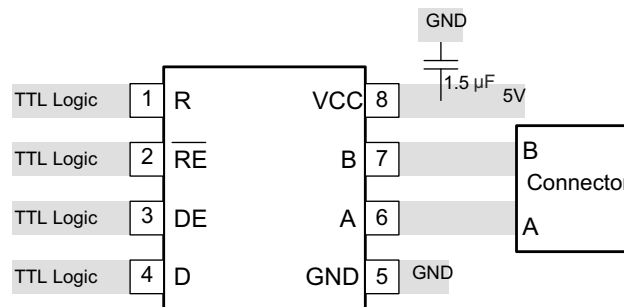 GND
1.5 µF
5V
TTL Logic 1 R VCC 8
TTL Logic 2 RE B 7
B
Connector
TTL Logic 3 DE A 6
A
TTL Logic 4 D GND 5 GND